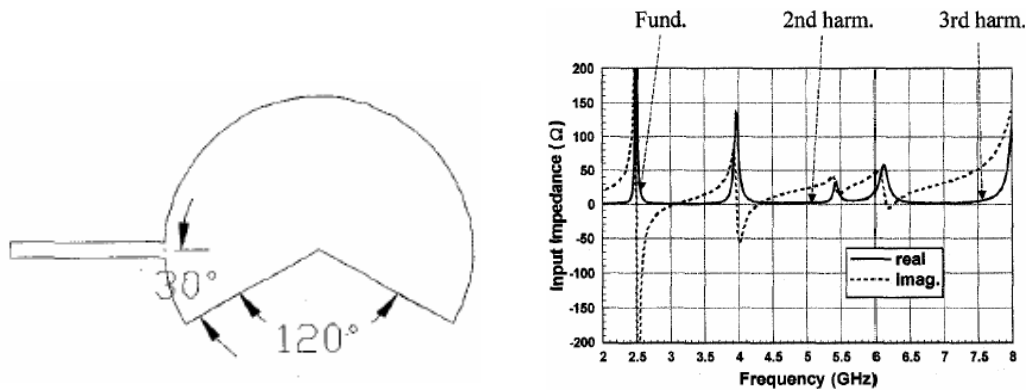 30°
120°
Fund. 2nd harm. 3rd harm.
Input Impedance (Ω)
200
150
100
50
0
-50
-100
-150
-200
real
Imag.
2 2.5 3 3.5 4 4.5 5 5.5 6 6.5 7 7.5 8
Frequency (GHz)